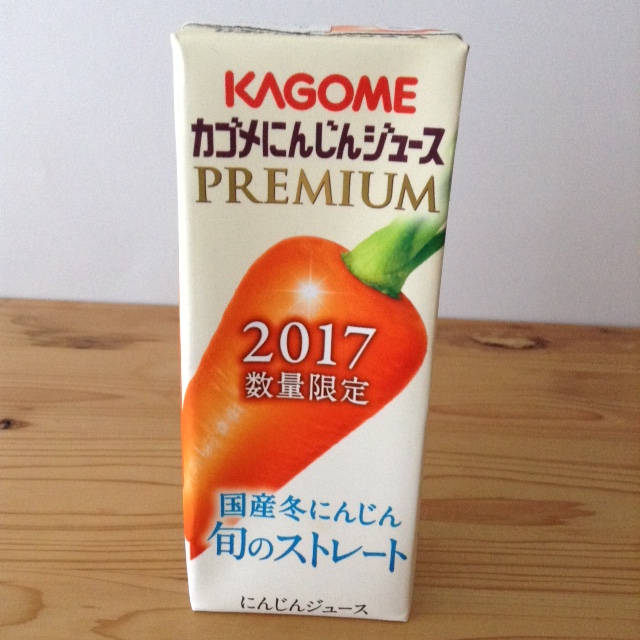 KAGOME
カゴメにんじんジュース
PREMIUM
2017
数量限定
国産冬にんじん
旬のストレート
にんじんジュース